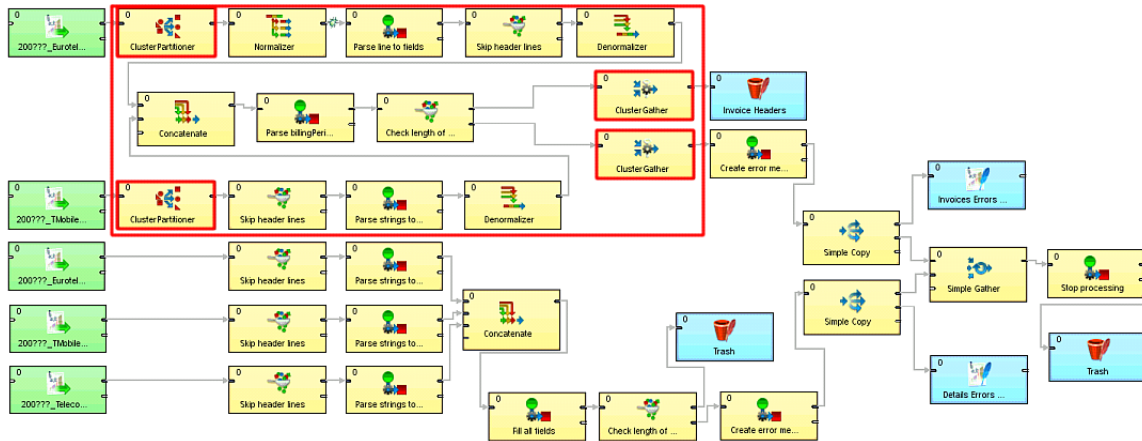 0 0 0 0 0 0
200???_Eurotel... ClusterPartitioner Normalizer Parse line to fields Skip header lines Denormalizer
0 0 0 0 0
Concatenate Parse billingPeri... Check length of ... ClusterGather Invoice Headers
0 0
ClusterGather Create error me...
0 0 0 0 0
200???_TMobile... ClusterPartitioner Skip header lines Parse strings to... Denormalizer
0
Invoices Errors ...
0
Simple Copy
0 0 0
200???_Eurotel... Skip header lines Parse strings to...
0 0
Simple Gather Stop processing
0
Simple Copy
0 0 0 0
200???_TMobile... Skip header lines Parse strings to... Concatenate
0 0
Trash Trash
0 0 0 0
200???_Teleco... Skip header lines Parse strings to... Details Errors ...
0 0 0
Fill all fields Check length of ... Create error me...